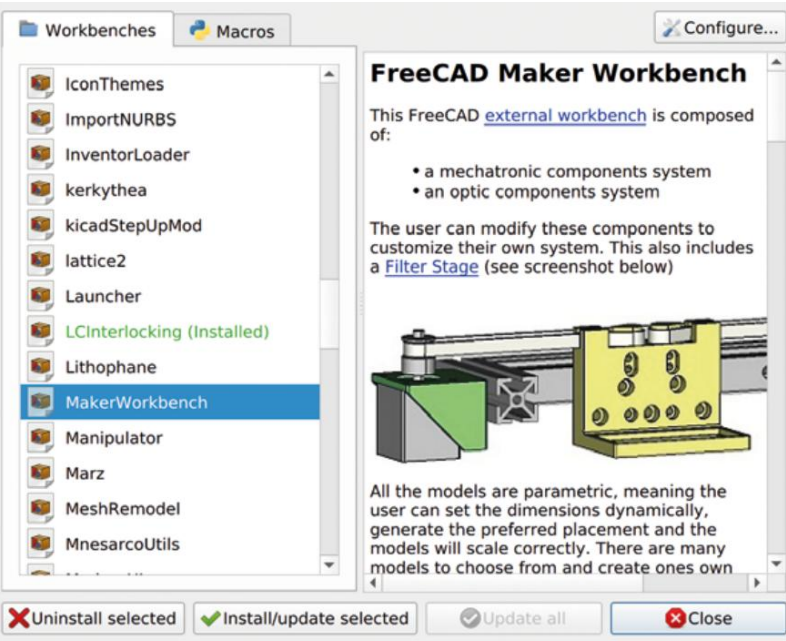 Workbenches
Macros
Configure...
IconThemes
ImportNURBS
InventorLoader
kerkythea
kicadStepUpMod
lattice2
Launcher
LCInterlocking (Installed)
Lithophane
MakerWorkbench
Manipulator
Marz
MeshRemodel
MnesarcoUtils
FreeCAD Maker Workbench
This FreeCAD external workbench is composed
of:
• a mechatronic components system
• an optic components system
The user can modify these components to
customize their own system. This also includes
a Filter Stage (see screenshot below)
All the models are parametric, meaning the
user can set the dimensions dynamically,
generate the preferred placement and the
models will scale correctly. There are many
models to choose from and create ones own
Uninstall selected
Install/update selected
Update all
Close